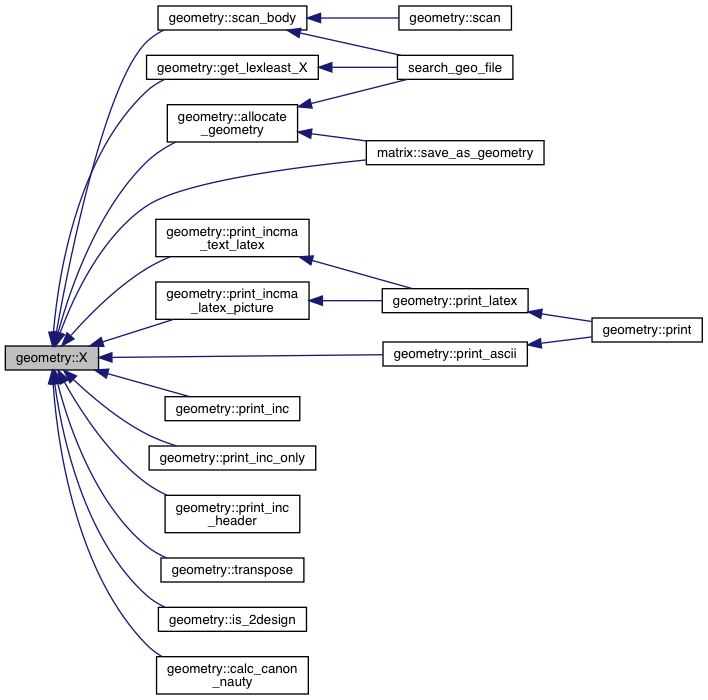 geometry::scan_body
geometry::scan
geometry::get_lexleast_X
search_geo_file
geometry::allocate
_geometry
matrix::save_as_geometry
geometry::print_incma
_text_latex
geometry::print_incma
_latex_picture
geometry::print_latex
geometry::print
geometry::X
geometry::print_ascii
geometry::print_inc
geometry::print_inc_only
geometry::print_inc
_header
geometry::transpose
geometry::is_2design
geometry::calc_canon
_nauty